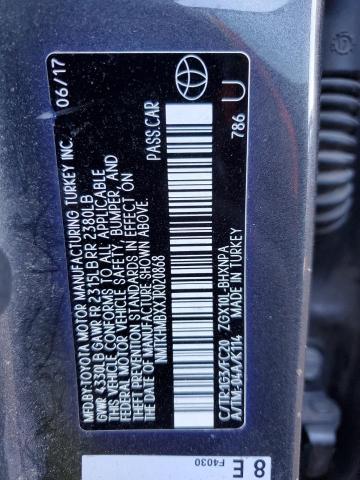 MFD.BY:TOYOTA MOTOR MANUFACTURING TURKEY INC.
06/17
GVWR 4330LB GAWR FR 2315LB RR 2380LB
THIS VEHICLE CONFORMS TO ALL APPLICABLE
FEDERAL MOTOR VEHICLE SAFETY, BUMPER, AND
THEFT PREVENTION STANDARDS IN EFFECT ON
THE DATE OF MANUFACTURE SHOWN ABOVE.
NMTKHMBXXJR020868
PASS.CAR
C/TR:1G3/FC20
ZGX10L-BHXNPA
786
A/TM:-04A/K114
MADE IN TURKEY
U
8 E
F4030